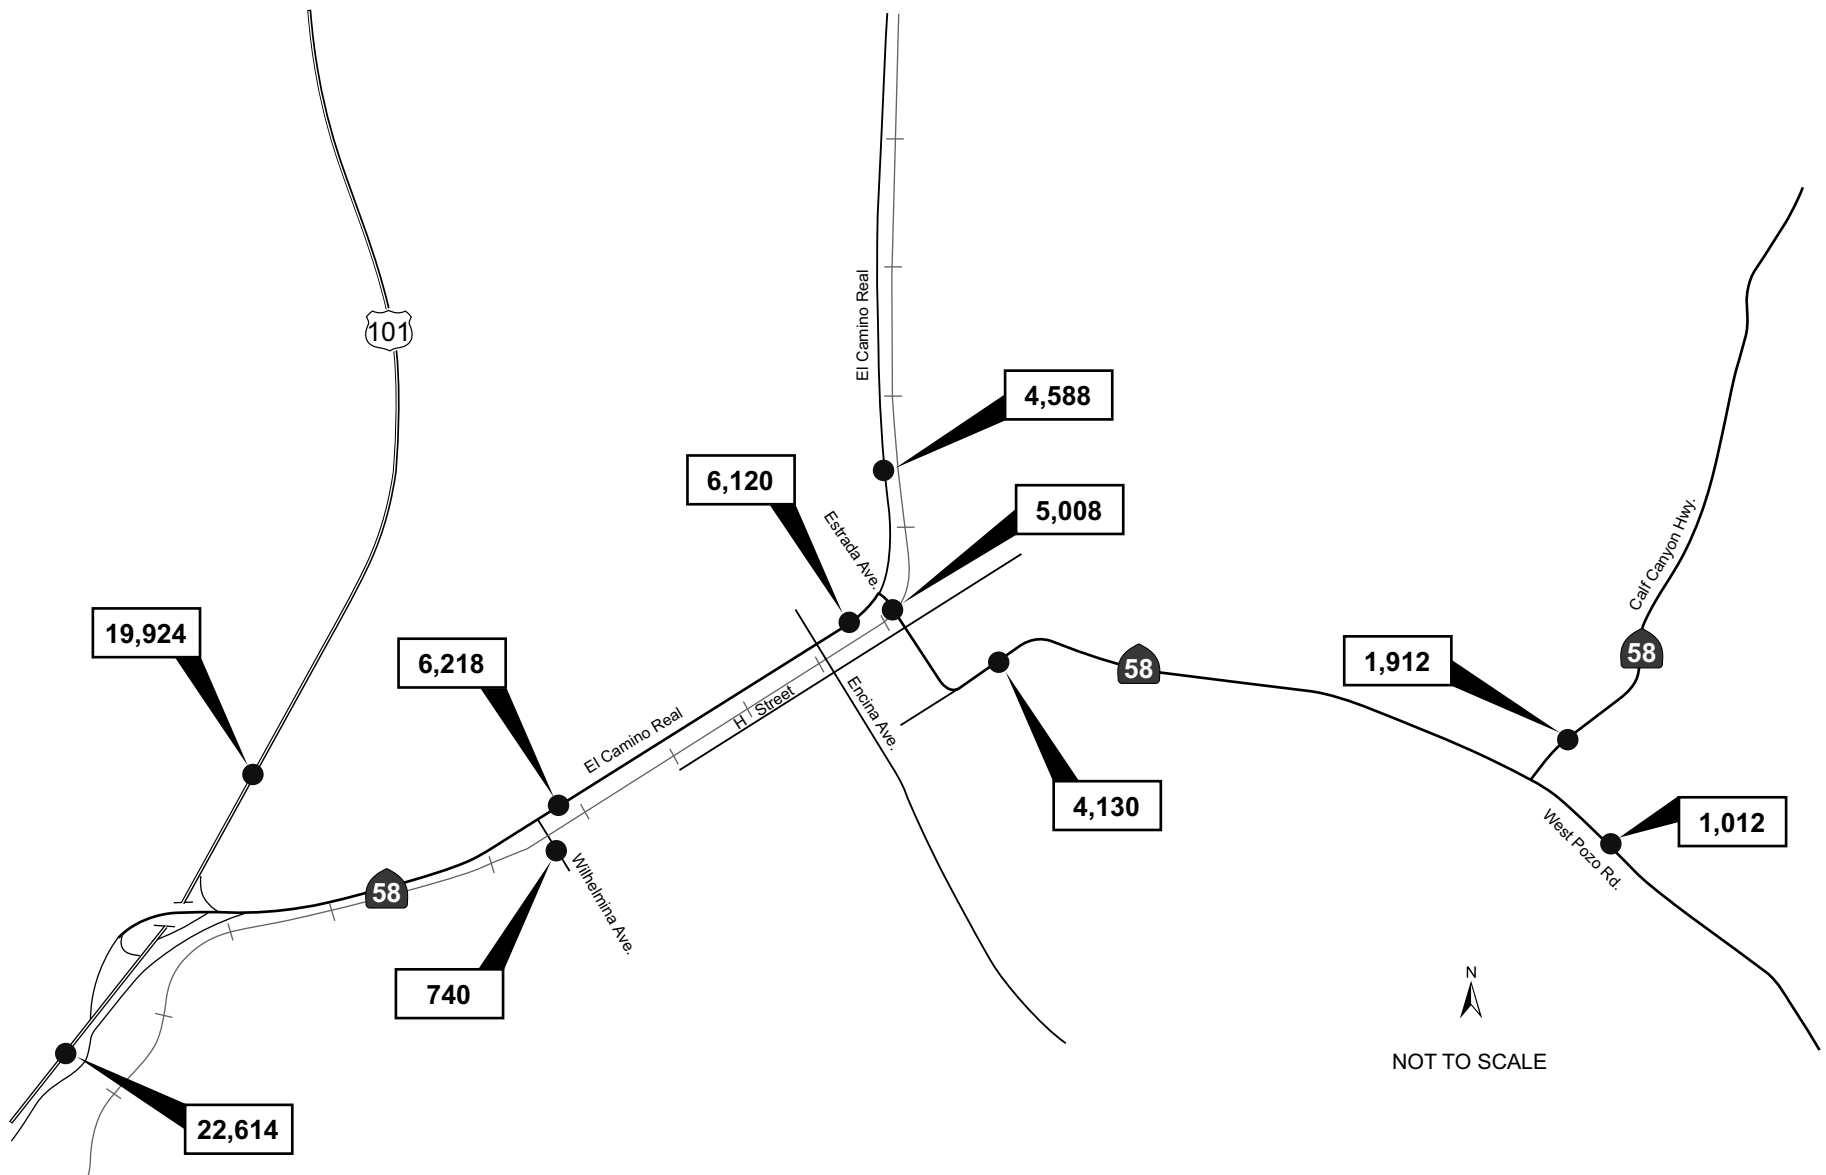 101
El Camino Real
4,588
6,120
5,008
Estrada Ave.
Calf Canyon Hwy.
19,924
6,218
1,912
58
58
El Camino Real
H Street
Encina Ave.
4,130
1,012
West Pozo Rd.
58
Wilhelmina Ave.
740
N
NOT TO SCALE
22,614